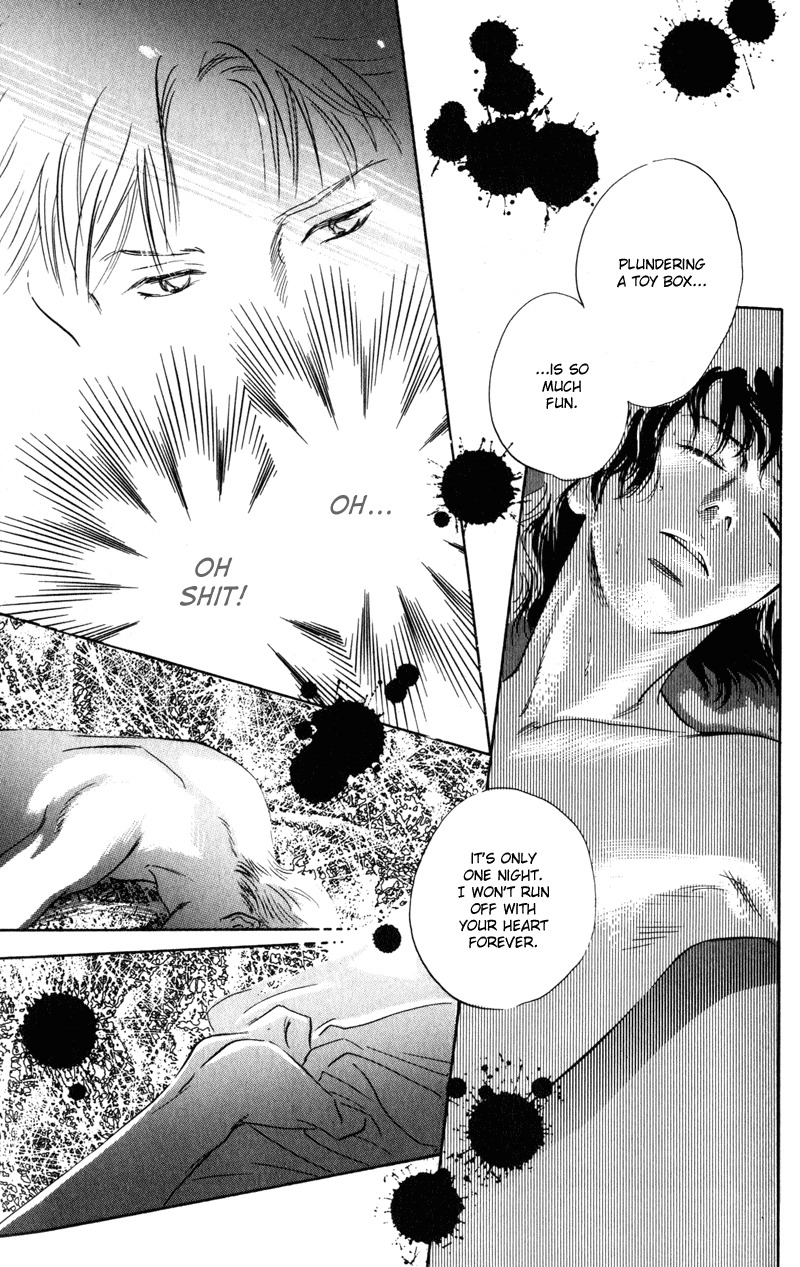 PLUNDERING
A TOY BOX...
...IS SO
MUCH
FUN.
OH...
OH
SHIT!
IT'S ONLY
ONE NIGHT.
I WON'T RUN
OFF WITH
YOUR HEART
FOREVER.